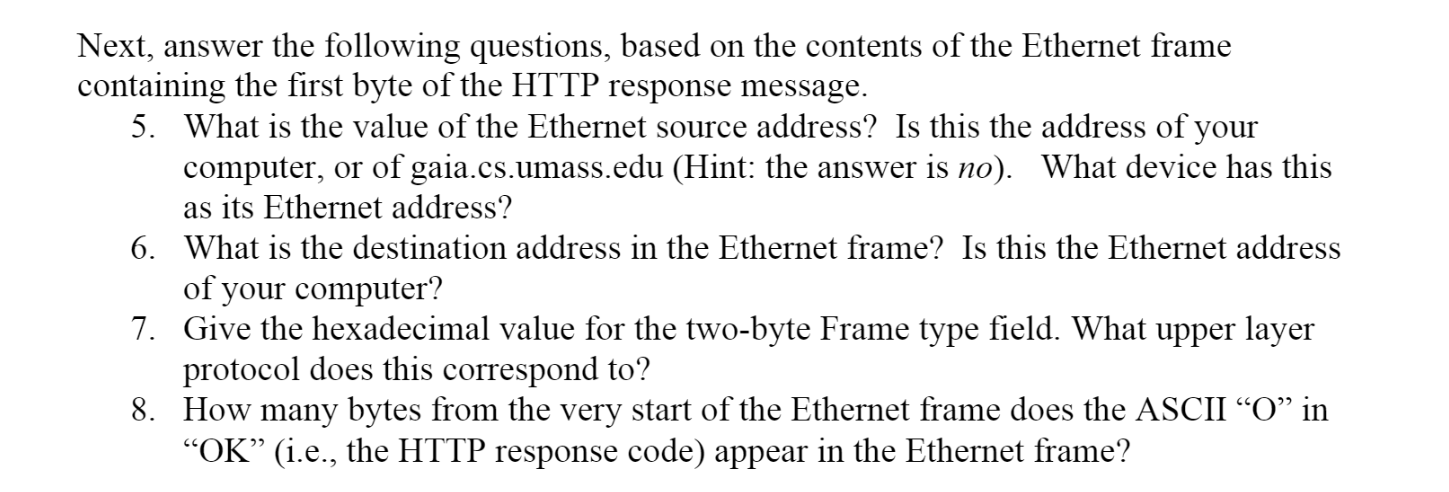 Next, answer the following questions, based on the contents of the Ethernet frame
containing the first byte of the HTTP response message.
5. What is the value of the Ethernet source address?  Is this the address of your
computer, or of gaia.cs.umass.edu (Hint: the answer is no).   What device has this
as its Ethernet address?
6. What is the destination address in the Ethernet frame?  Is this the Ethernet address
of your computer?
7. Give the hexadecimal value for the two-byte Frame type field. What upper layer
protocol does this correspond to?
8. How many bytes from the very start of the Ethernet frame does the ASCII “O” in
“OK” (i.e., the HTTP response code) appear in the Ethernet frame?